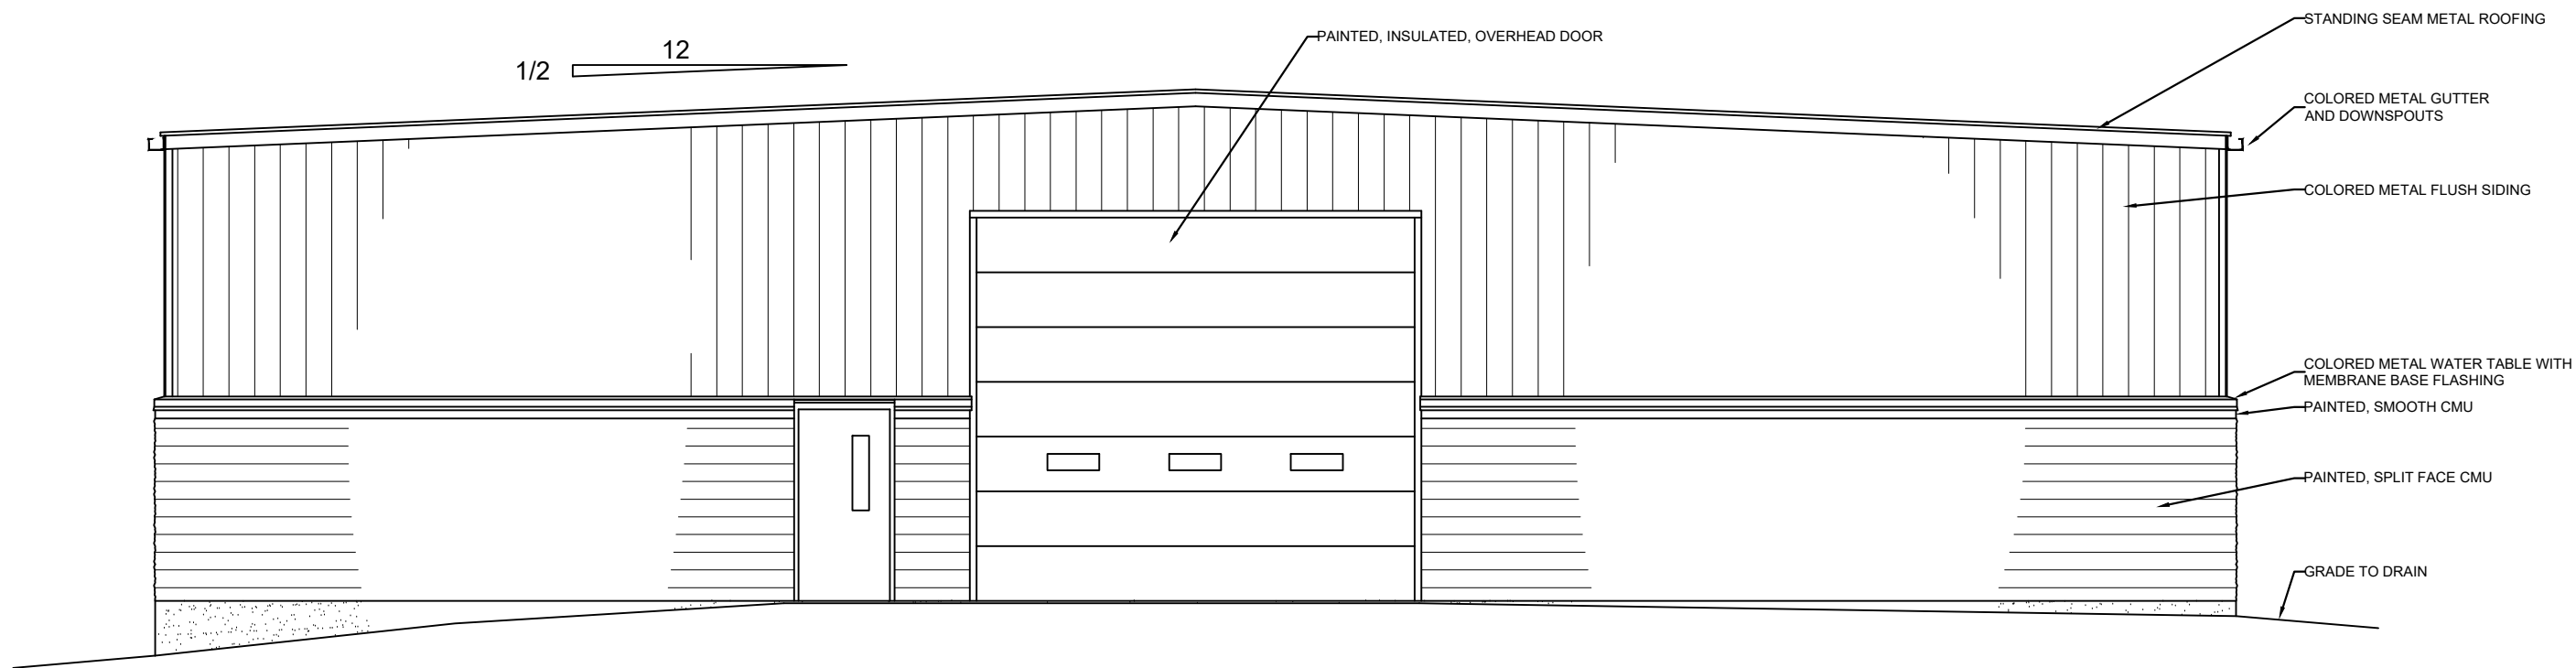 STANDING SEAM METAL ROOFING
PAINTED, INSULATED, OVERHEAD DOOR
12
1/2
COLORED METAL GUTTER
AND DOWNSPOUTS
COLORED METAL FLUSH SIDING
COLORED METAL WATER TABLE WITH
MEMBRANE BASE FLASHING
PAINTED, SMOOTH CMU
PAINTED, SPLIT FACE CMU
GRADE TO DRAIN